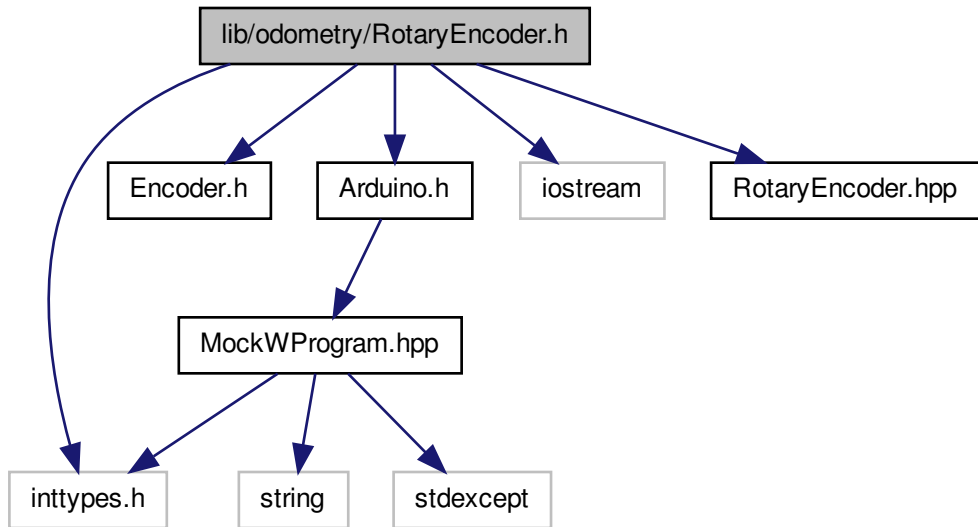 lib/odometry/RotaryEncoder.h
Encoder.h
Arduino.h
iostream
RotaryEncoder.hpp
MockWProgram.hpp
inttypes.h
string
stdexcept